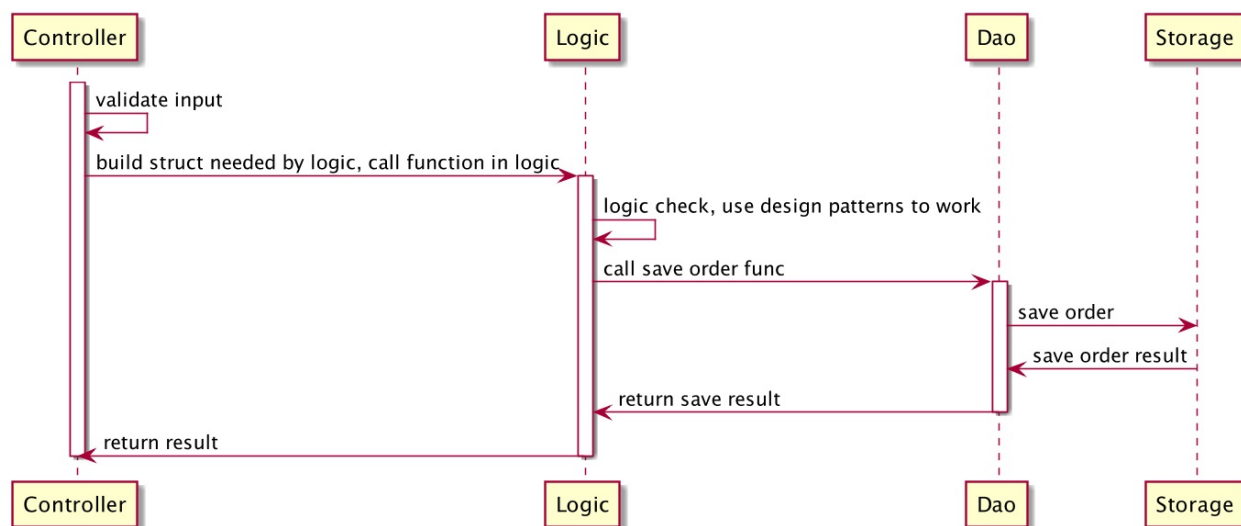 Controller
Logic
Dao
Storage
validate input
build struct needed by logic, call function in logic
logic check, use design patterns to work
call save order func
save order
save order result
return save result
return result
Controller
Logic
Dao
Storage